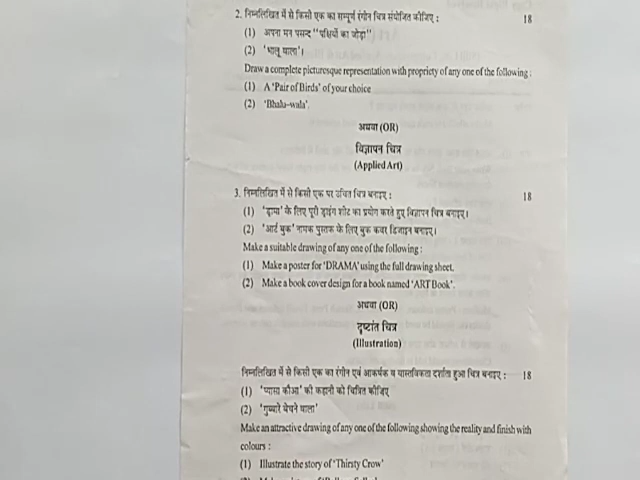 2. निम्नलिखित में से किसी एक का सम्पूर्ण रंगीन चित्र संयोजित कीजिए : 18
(1) अपना मन पसन्द "पक्षियों का जोड़ा"
(2) 'भालू वाला'।
Draw a complete picturesque representation with propriety of any one of the following :
(1) A 'Pair of Birds' of your choice
(2) 'Bhalu-wala'.
अथवा (OR)
विज्ञापन चित्र
(Applied Art)
3. निम्नलिखित में से किसी एक पर उचित चित्र बनाइए : 18
(1) 'ड्रामा' के लिए पूरी ड्राइंग शीट का प्रयोग करते हुए विज्ञापन चित्र बनाइए।
(2) 'आर्ट बुक' नामक पुस्तक के लिए बुक कवर डिजाइन बनाइए।
Make a suitable drawing of any one of the following :
(1) Make a poster for 'DRAMA' using the full drawing sheet.
(2) Make a book cover design for a book named 'ART Book'.
अथवा (OR)
दृष्टांत चित्र
(Illustration)
निम्नलिखित में से किसी एक का रंगीन एवं आकर्षक व वास्तविकता दर्शाता हुआ चित्र बनाइए : 18
(1) 'प्यासा कौआ' की कहानी को चित्रित कीजिए
(2) 'गुब्बारे बेचने वाला'
Make an attractive drawing of any one of the following showing the reality and finish with
colours :
(1) Illustrate the story of 'Thirsty Crow'